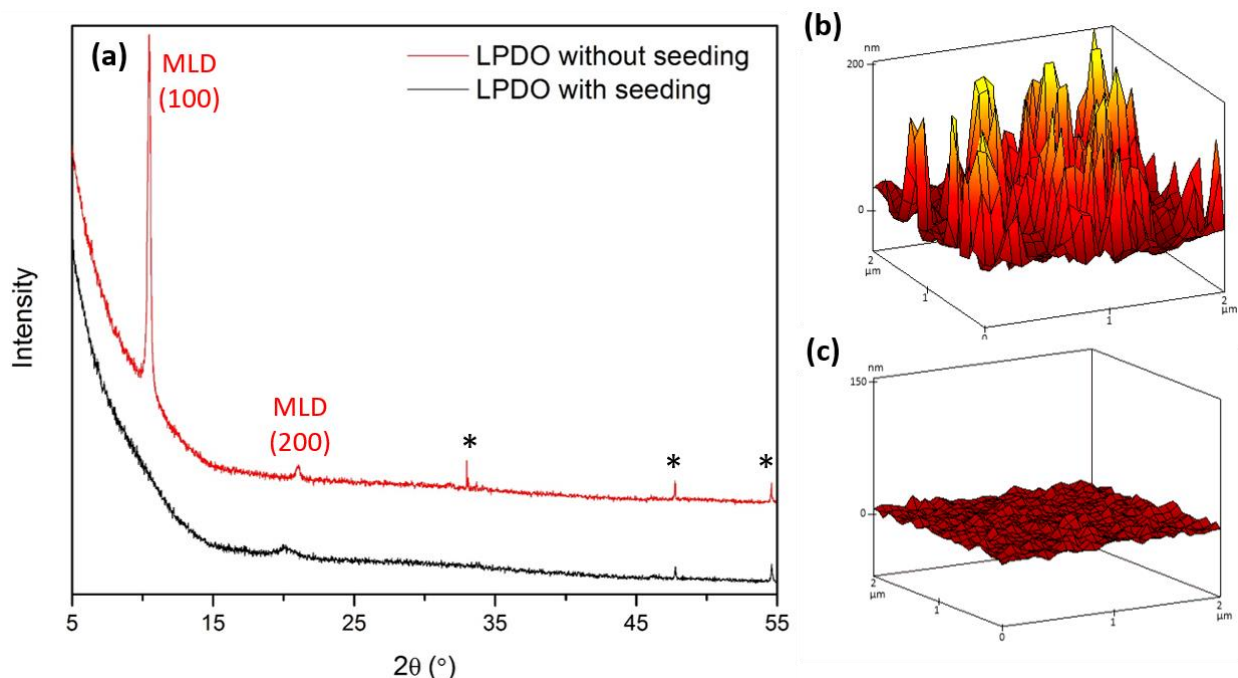 (a)
MLD
(100)
LPDO without seeding
LPDO with seeding
MLD
(200)
*
*
*
Intensity
5
15
25
35
45
55
2θ (°)
(b)
nm
200
0
2
µm
1
0
1
2
µm
(c)
nm
150
0
2
µm
1
0
1
2
µm